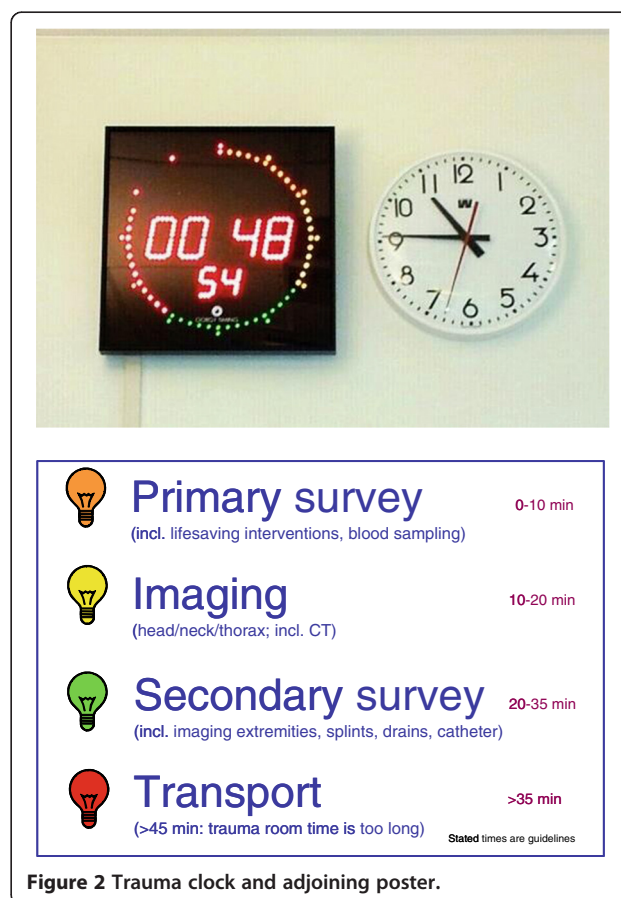 00 48
54
12
11
1
W
10
2
9
3
8
4
7
5
6
Primary survey 0-10 min
(incl. lifesaving interventions, blood sampling)
Imaging 10-20 min
(head/neck/thorax; incl. CT)
Secondary survey 20-35 min
(incl. imaging extremities, splints, drains, catheter)
Transport >35 min
(>45 min: trauma room time is too long) Stated times are guidelines
Figure 2 Trauma clock and adjoining poster.